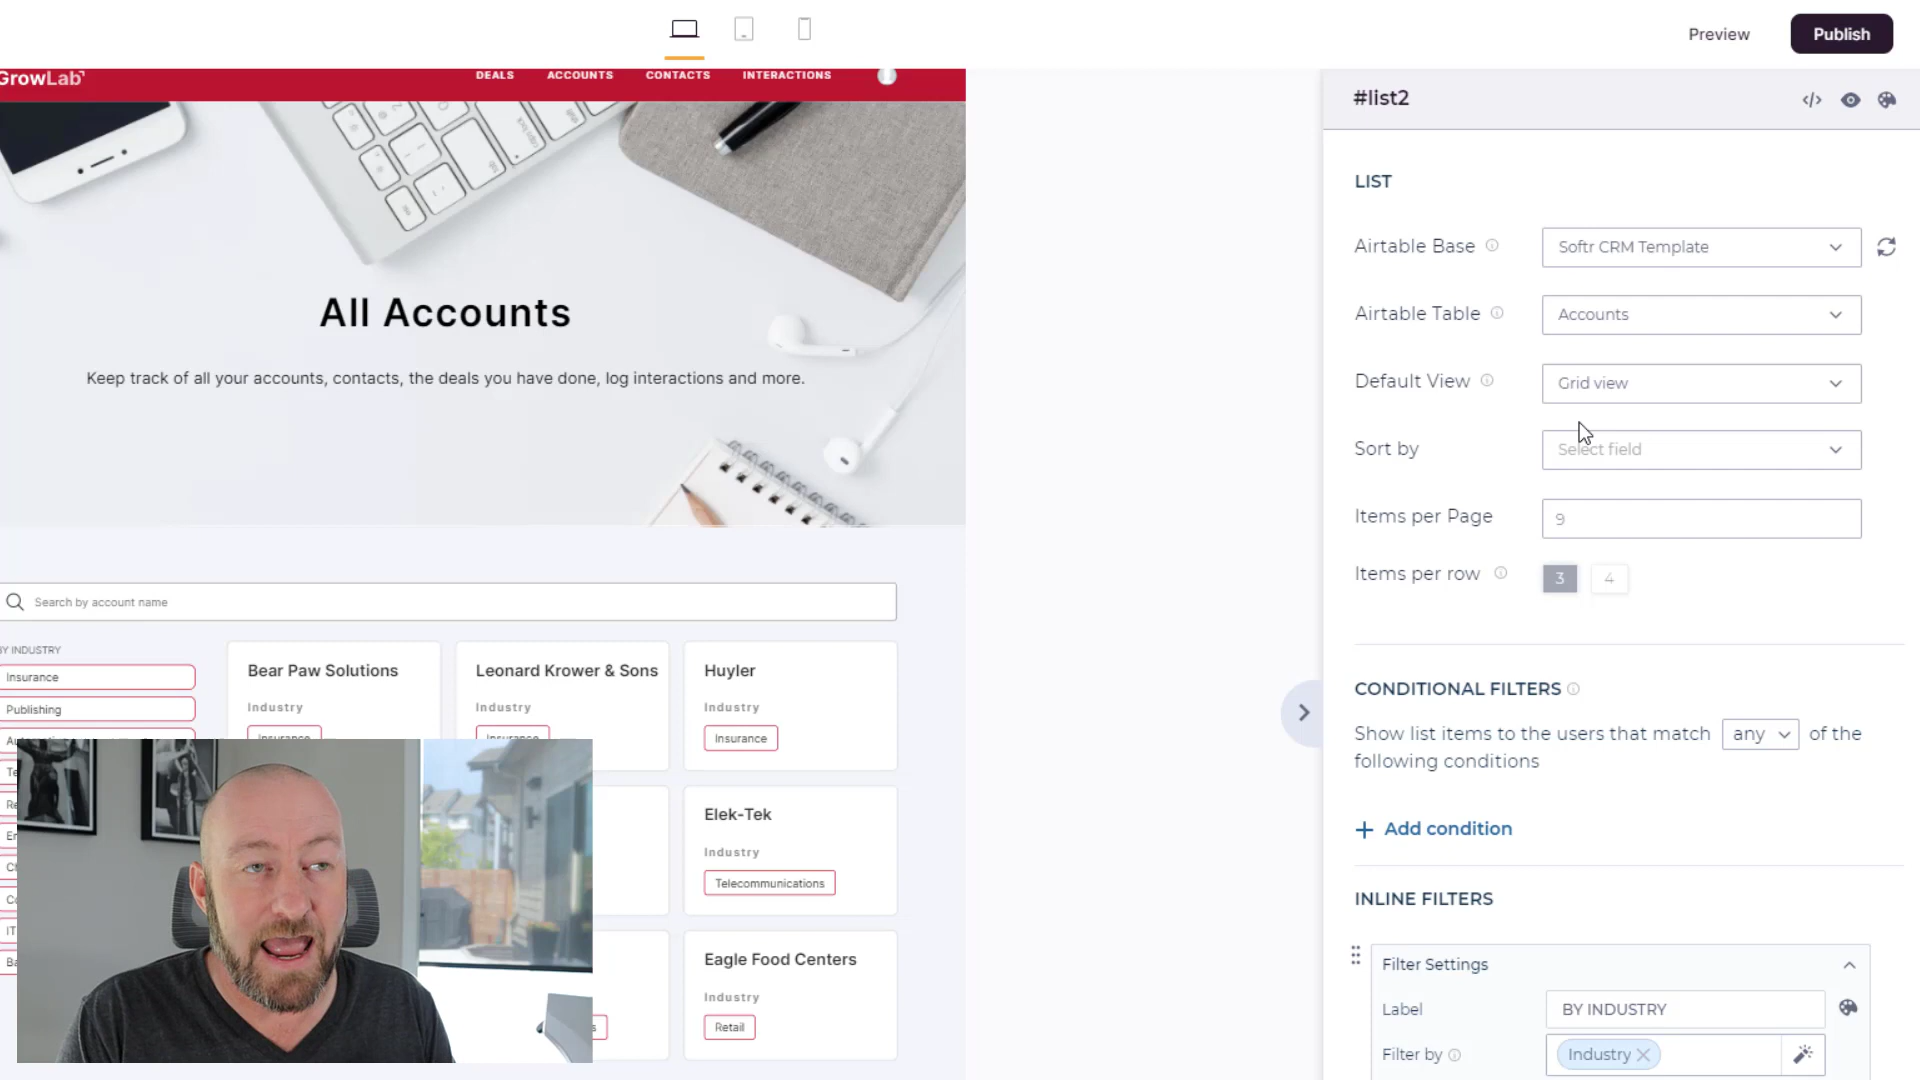 Preview
Publish
GrowLab
DEALS
ACCOUNTS
CONTACTS
INTERACTIONS
All Accounts
Keep track of all your accounts, contacts, the deals you have done, log interactions and more.
Search by account name
BY INDUSTRY
Insurance
Publishing
Bear Paw Solutions
Industry
Insurance
Leonard Krower & Sons
Industry
Insurance
Huyler
Industry
Insurance
Elek-Tek
Industry
Telecommunications
Eagle Food Centers
Industry
Retail
#list2
LIST
Airtable Base
Softr CRM Template
Airtable Table
Accounts
Default View
Grid view
Sort by
Select field
Items per Page
9
Items per row
3
4
CONDITIONAL FILTERS
Show list items to the users that match any of the
following conditions
+ Add condition
INLINE FILTERS
Filter Settings
Label
BY INDUSTRY
Filter by
Industry